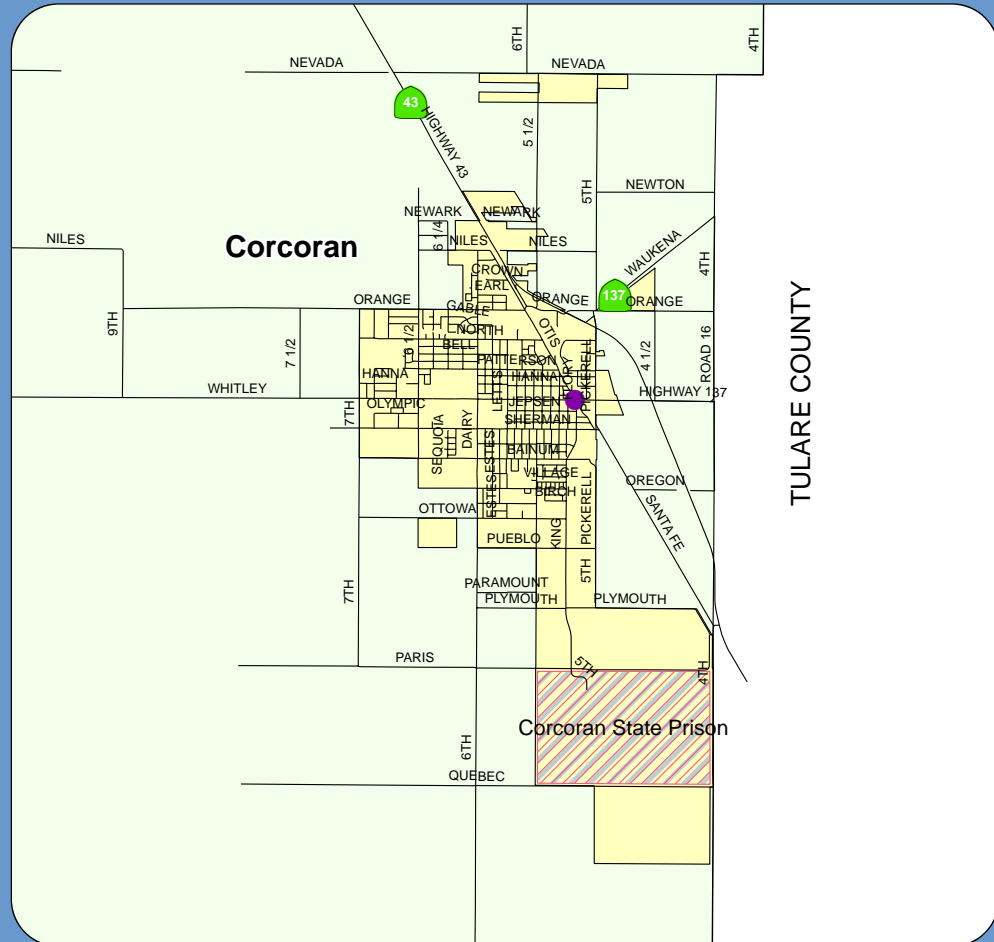 6TH
4TH
NEVADA
NEVADA
43
HIGHWAY 43
5 1/2
5TH
NEWTON
NEWARK
NEWARK
NILES
6 1/4
NILES
NILES
WAUKENA
4TH
Corcoran
CROWN
EARL
137
ORANGE
ORANGE
ORANGE
GABLE
9TH
7 1/2
6 1/2
NORTH
OTIS
BELL
PATTERSON
PICKERELL
4 1/2
ROAD 16
TULARE COUNTY
HANNA
HANNA
LETTS
WHITLEY
HIGHWAY 137
7TH
OLYMPIC
JEPSEN
SHERMAN
SEQUOIA
DAIRY
ESTES
ESTES
BAINUM
VILLAGE
BIRCH
PICKERELL
OREGON
SANTA FE
OTTOWA
PUEBLO
KING
5TH
7TH
PARAMOUNT
PLYMOUTH
PLYMOUTH
PARIS
5TH
4TH
Corcoran State Prison
6TH
QUEBEC